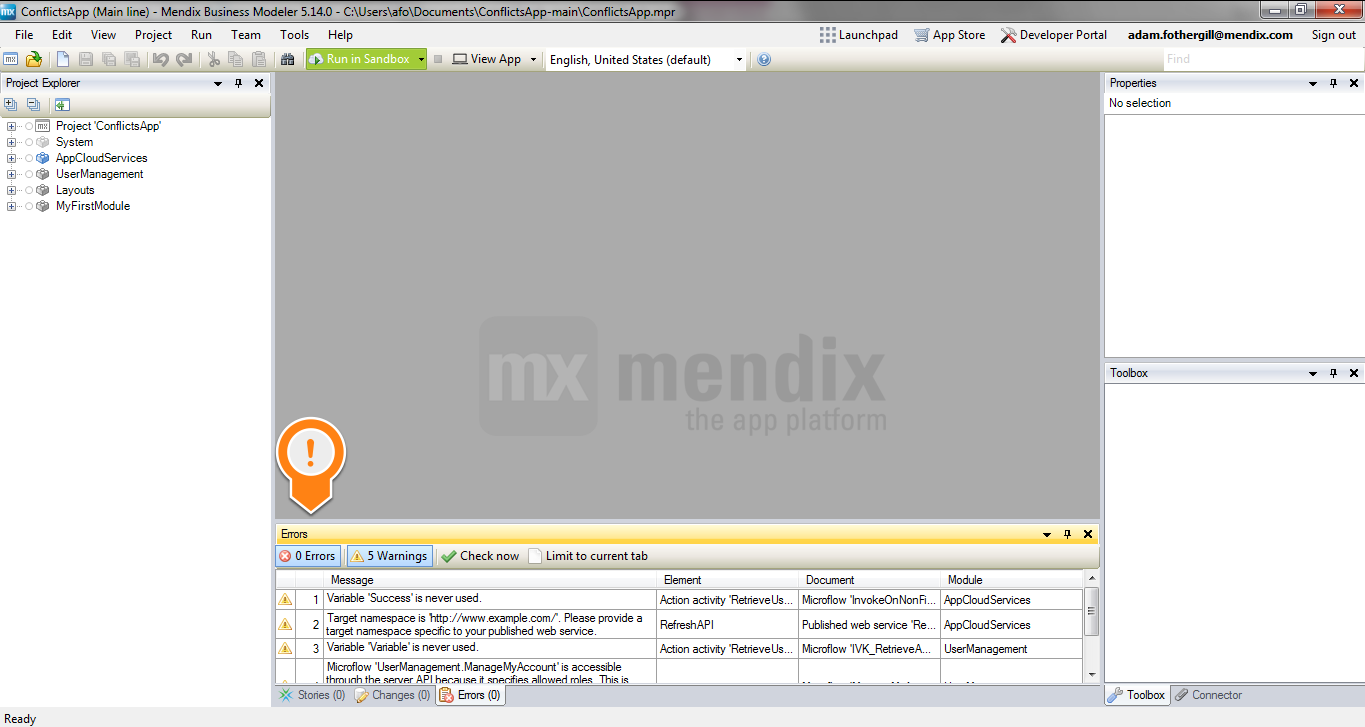 ConflictsApp (Main line) - Mendix Business Modeler 5.14.0 - C:\Users\afo\Documents\ConflictsApp-main\ConflictsApp.mpr
File Edit View Project Run Team Tools Help Launchpad App Store Developer Portal adam.fothergill@mendix.com Sign out
mx Run in Sandbox View App English, United States (default) ? Find
Project Explorer
Project 'ConflictsApp'
System
AppCloudServices
UserManagement
Layouts
MyFirstModule
mx mendix
the app platform
!
Properties
No selection
Toolbox
Errors
0 Errors 5 Warnings Check now Limit to current tab
Message Element Document Module
1 Variable 'Success' is never used. Action activity 'RetrieveUs... Microflow 'InvokeOnNonFi... AppCloudServices
2 Target namespace is 'http://www.example.com/'. Please provide a
target namespace specific to your published web service. RefreshAPI Published web service 'Re... AppCloudServices
3 Variable 'Variable' is never used. Action activity 'RetrieveUs... Microflow 'IVK_RetrieveA... UserManagement
Microflow 'UserManagement.ManageMyAccount' is accessible
through the server API because it specifies allowed roles. This is
Stories (0) Changes (0) Errors (0)
Toolbox Connector
Ready